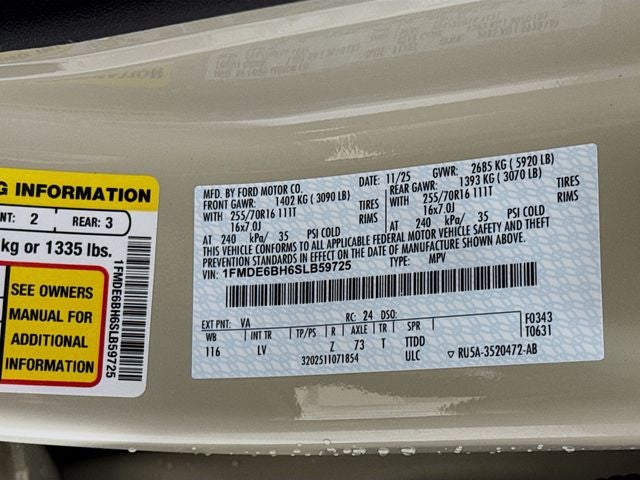 G INFORMATION
NT: 2 REAR: 3
kg or 1335 lbs.
SEE OWNERS
MANUAL FOR
ADDITIONAL
INFORMATION
1FMDE6BH6SLB59725
MFD. BY FORD MOTOR CO. 11/25 GVWR: 2685 KG ( 5920 LB)
FRONT GAWR: 1402 KG ( 3090 LB) REAR GAWR: 1393 KG ( 3070 LB)
WITH 255/70R16 111T TIRES WITH 255/70R16 111T TIRES
16x7.0J RIMS 16x7.0J RIMS
AT 240 kPa/ 35 PSI COLD AT 240 kPa/ 35 PSI COLD
THIS VEHICLE CONFORMS TO ALL APPLICABLE FEDERAL MOTOR VEHICLE SAFETY AND THEFT
PREVENTION STANDARDS IN EFFECT ON THE DATE OF MANUFACTURE SHOWN ABOVE.
VIN: 1FMDE6BH6SLB59725 TYPE: MPV
EXT PNT: VA RC: 24 DSO: F0343
WB INT TR TP/PS R AXLE TR SPR T0631
116 LV Z 73 T TTDD
3202511071854 ULC RU5A-3520472-AB